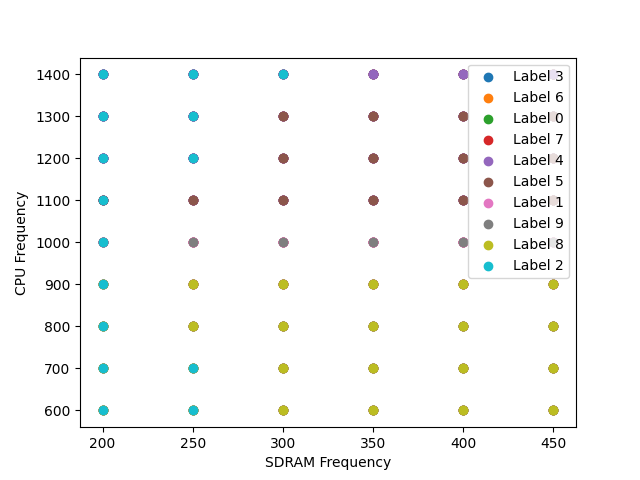 1400
1300
1200
1100
1000
900
800
700
600
CPU Frequency
200 250 300 350 400 450
SDRAM Frequency
Label 3
Label 6
Label 0
Label 7
Label 4
Label 5
Label 1
Label 9
Label 8
Label 2